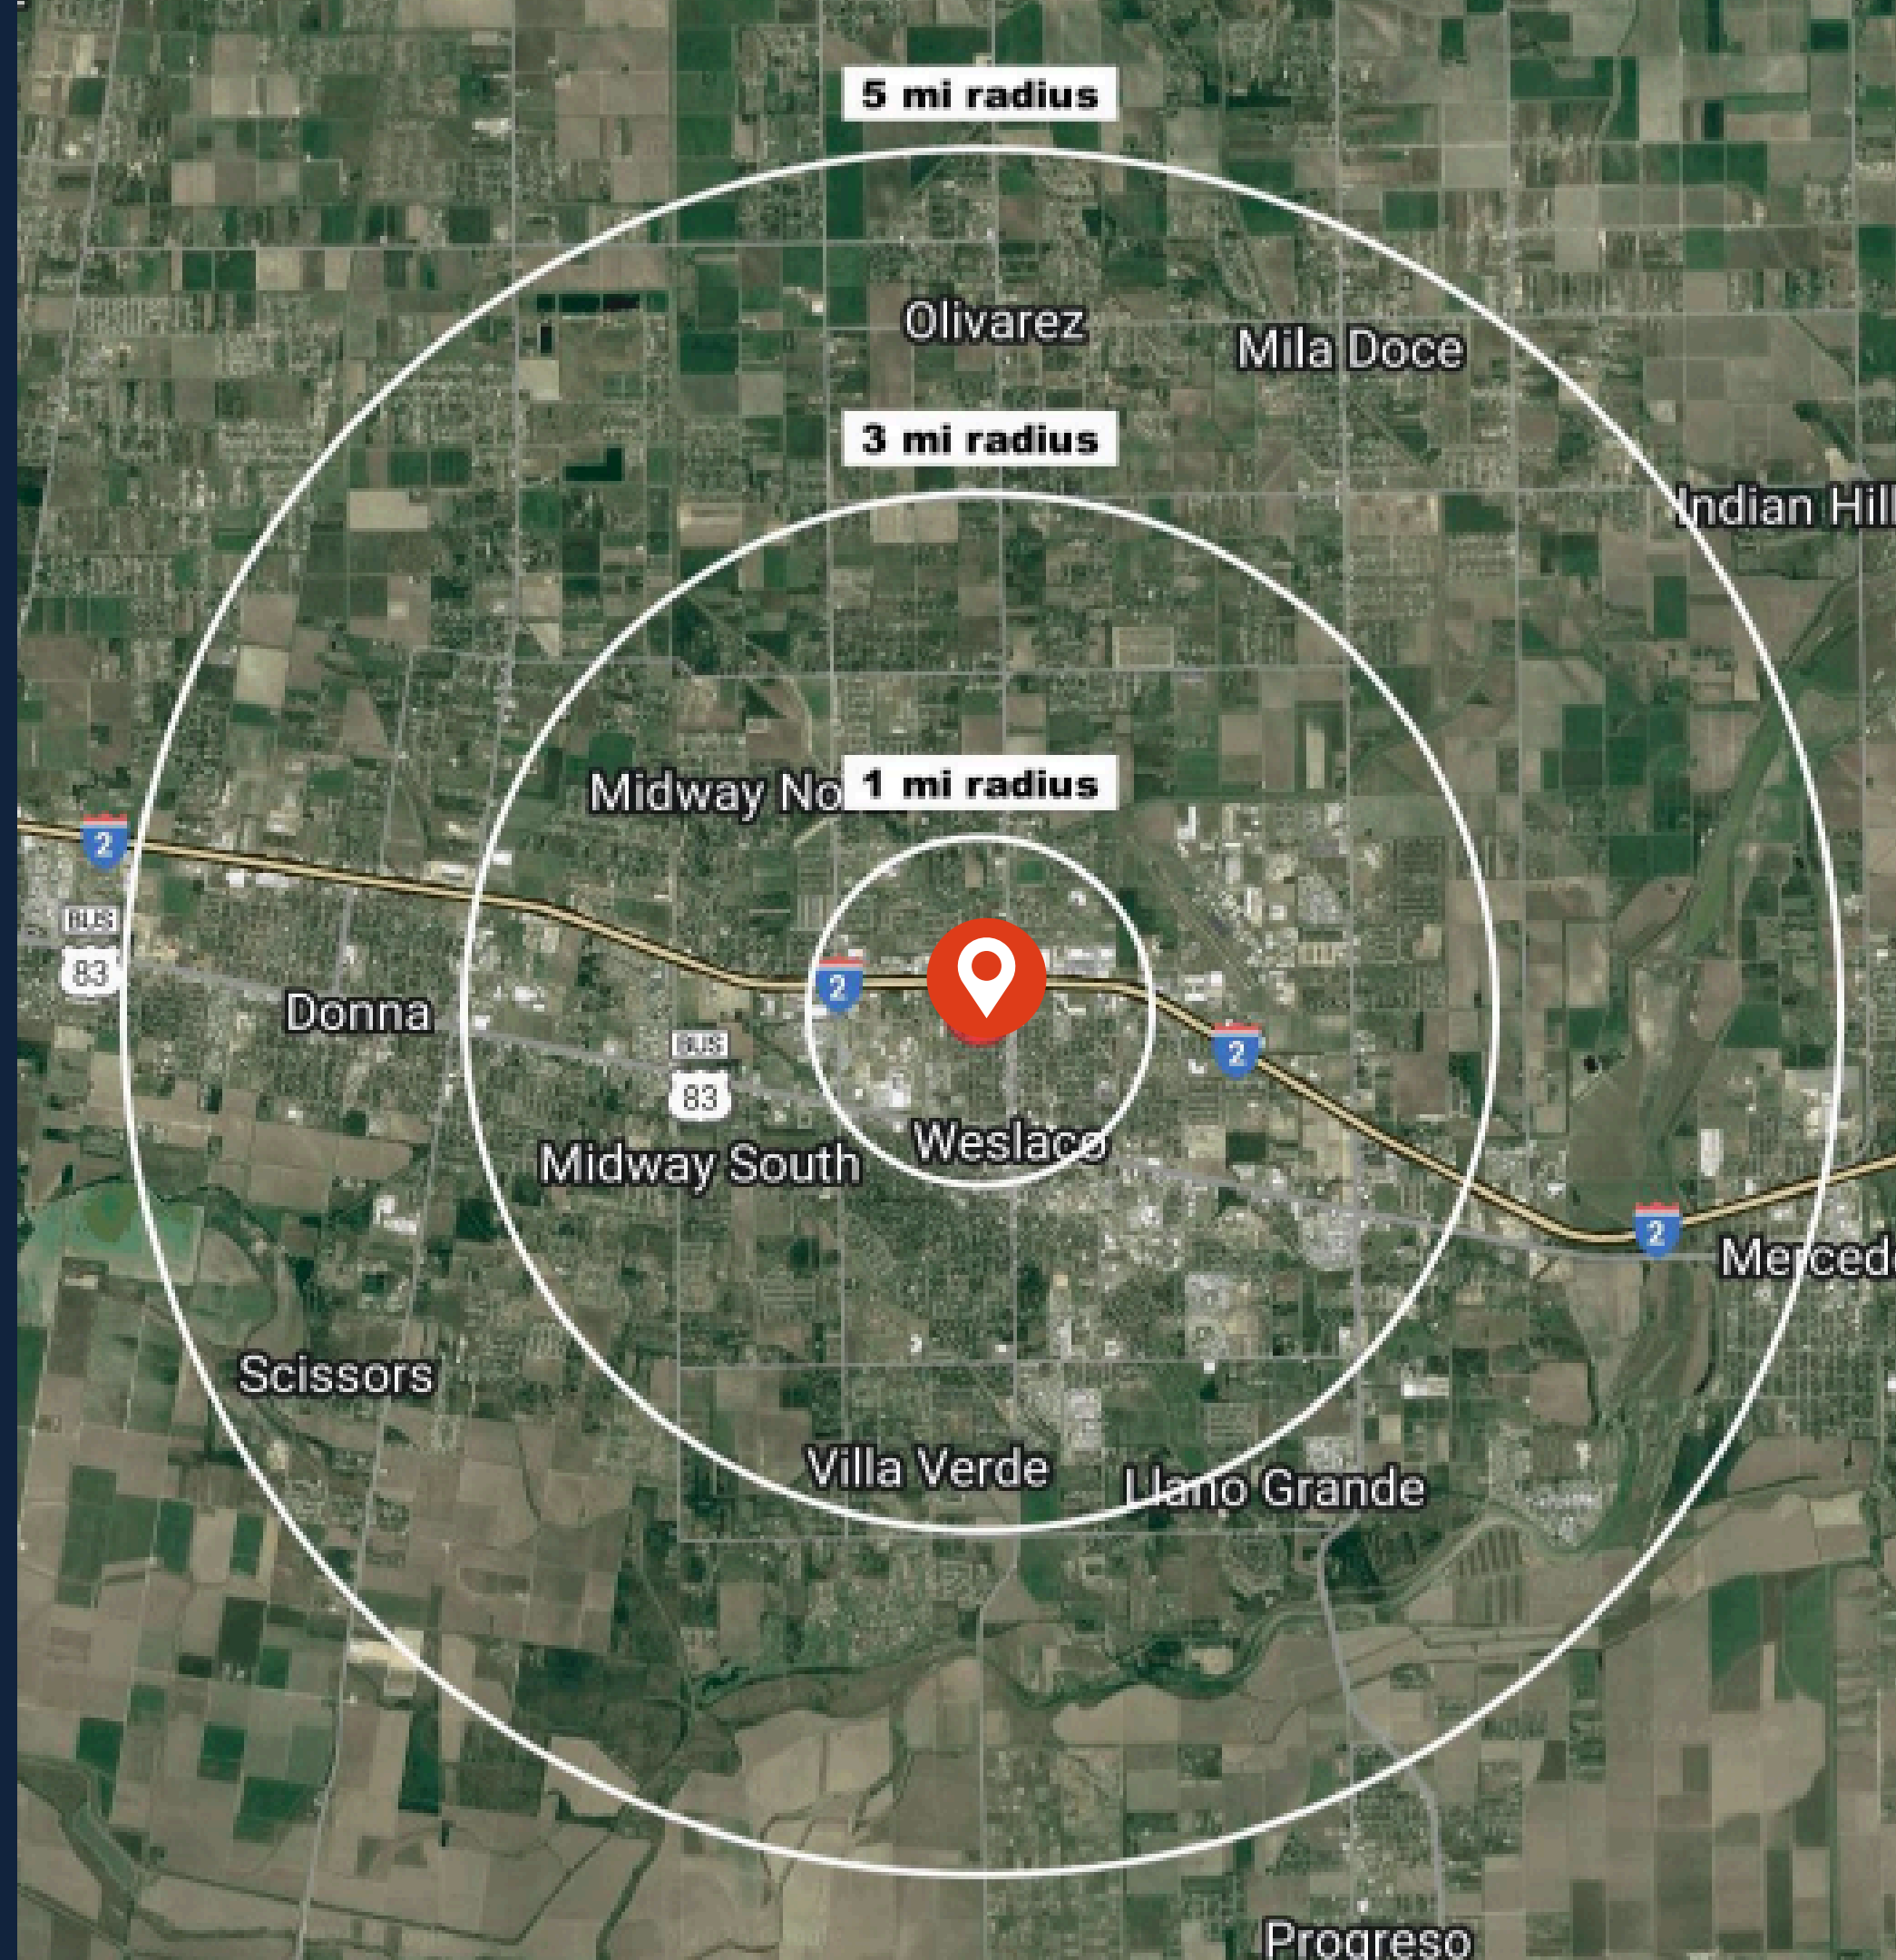 5 mi radius
Olivarez
Mila Doce
3 mi radius
Indian Hill
Midway No
1 mi radius
2
BUS
83
2
Donna
BUS
83
2
Weslaco
Midway South
2
Mercede
Scissors
Villa Verde
Llano Grande
Progreso